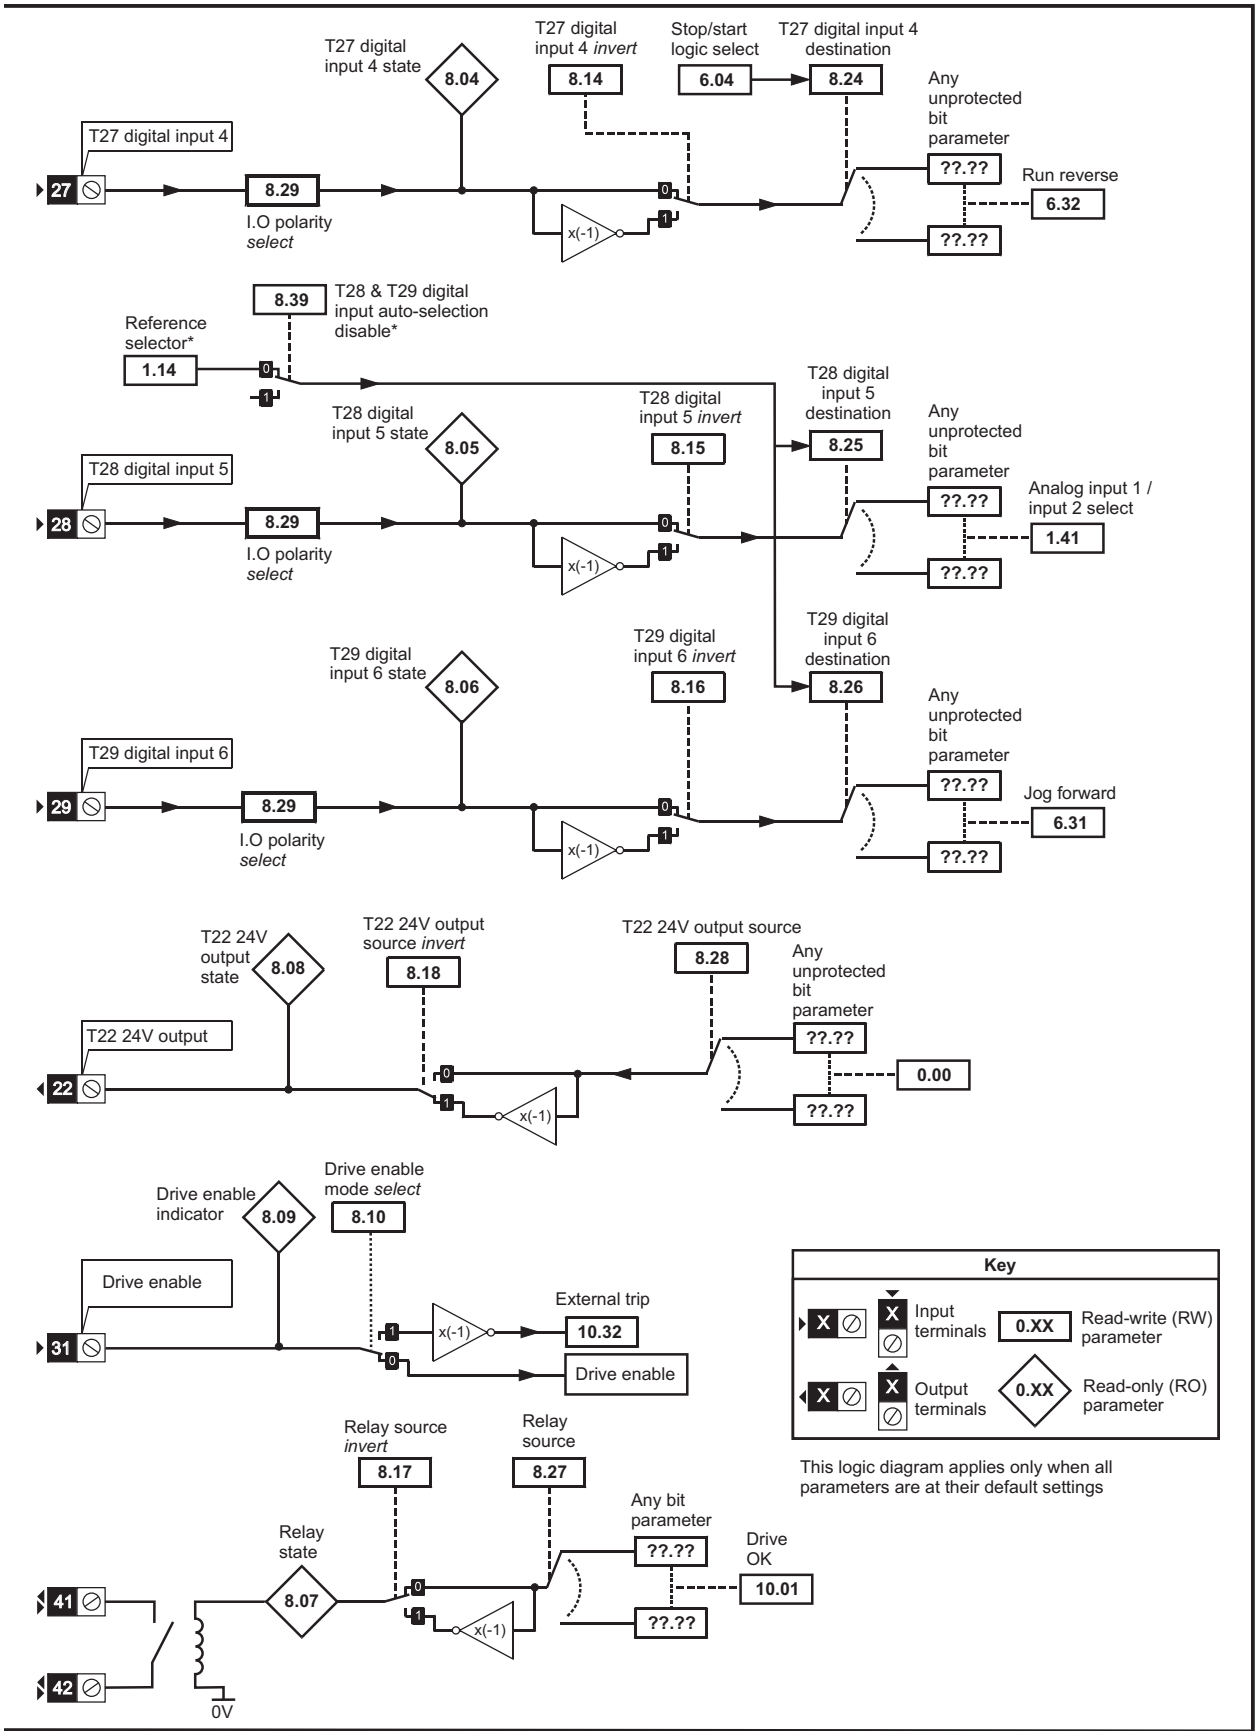 T27 digital
input 4 state
8.04
T27 digital
input 4 invert
8.14
Stop/start
logic select
6.04
T27 digital input 4
destination
8.24
Any
unprotected
bit
parameter
??.??
??.??
Run reverse
6.32
T27 digital input 4
27
8.29
I.O polarity
select
0
1
x(-1)
8.39
T28 & T29 digital
input auto-selection
disable*
Reference
selector*
1.14
0
1
T28 digital
input 5 state
8.05
T28 digital
input 5 invert
8.15
T28 digital
input 5
destination
8.25
Any
unprotected
bit
parameter
??.??
??.??
Analog input 1 /
input 2 select
1.41
T28 digital input 5
28
8.29
I.O polarity
select
0
1
x(-1)
T29 digital
input 6 state
8.06
T29 digital
input 6 invert
8.16
T29 digital
input 6
destination
8.26
Any
unprotected
bit
parameter
??.??
??.??
Jog forward
6.31
T29 digital input 6
29
8.29
I.O polarity
select
0
1
x(-1)
T22 24V
output
state
8.08
T22 24V output
source invert
8.18
T22 24V output source
8.28
Any
unprotected
bit
parameter
??.??
??.??
0.00
T22 24V output
22
0
1
x(-1)
Drive enable
indicator
8.09
Drive enable
mode select
8.10
Drive enable
31
1
0
x(-1)
External trip
10.32
Drive enable
Key
X
X
Input
terminals
0.XX
Read-write (RW)
parameter
X
X
Output
terminals
0.XX
Read-only (RO)
parameter
This logic diagram applies only when all
parameters are at their default settings
Relay source
invert
8.17
Relay
source
8.27
Any bit
parameter
??.??
??.??
Drive
OK
10.01
Relay
state
8.07
0
1
x(-1)
41
42
0V